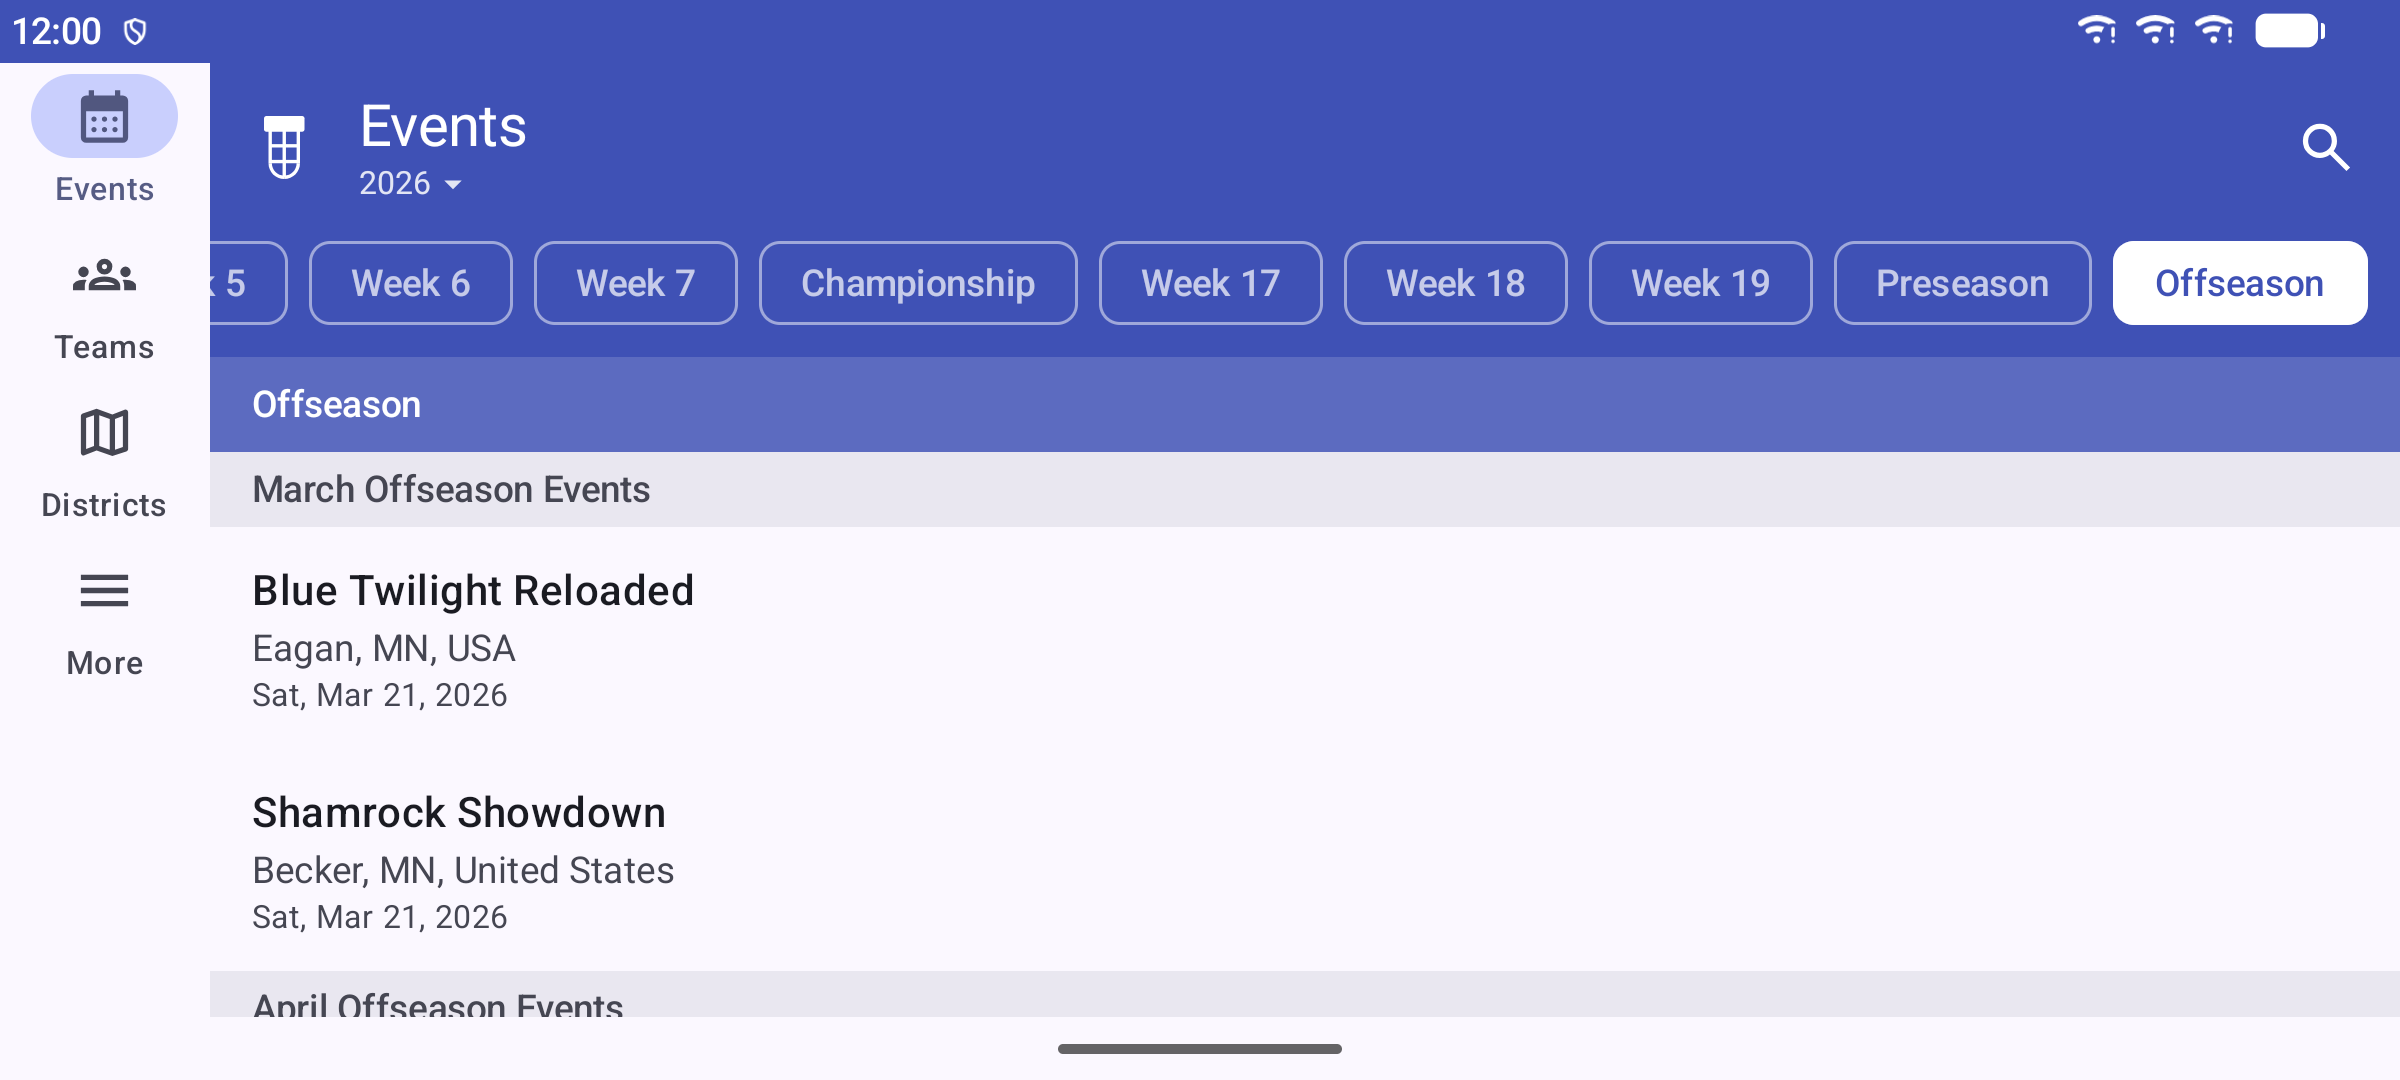 12:00
Events
Teams
Districts
More
Events
2026
k 5
Week 6
Week 7
Championship
Week 17
Week 18
Week 19
Preseason
Offseason
Offseason
March Offseason Events
Blue Twilight Reloaded
Eagan, MN, USA
Sat, Mar 21, 2026
Shamrock Showdown
Becker, MN, United States
Sat, Mar 21, 2026
April Offseason Events